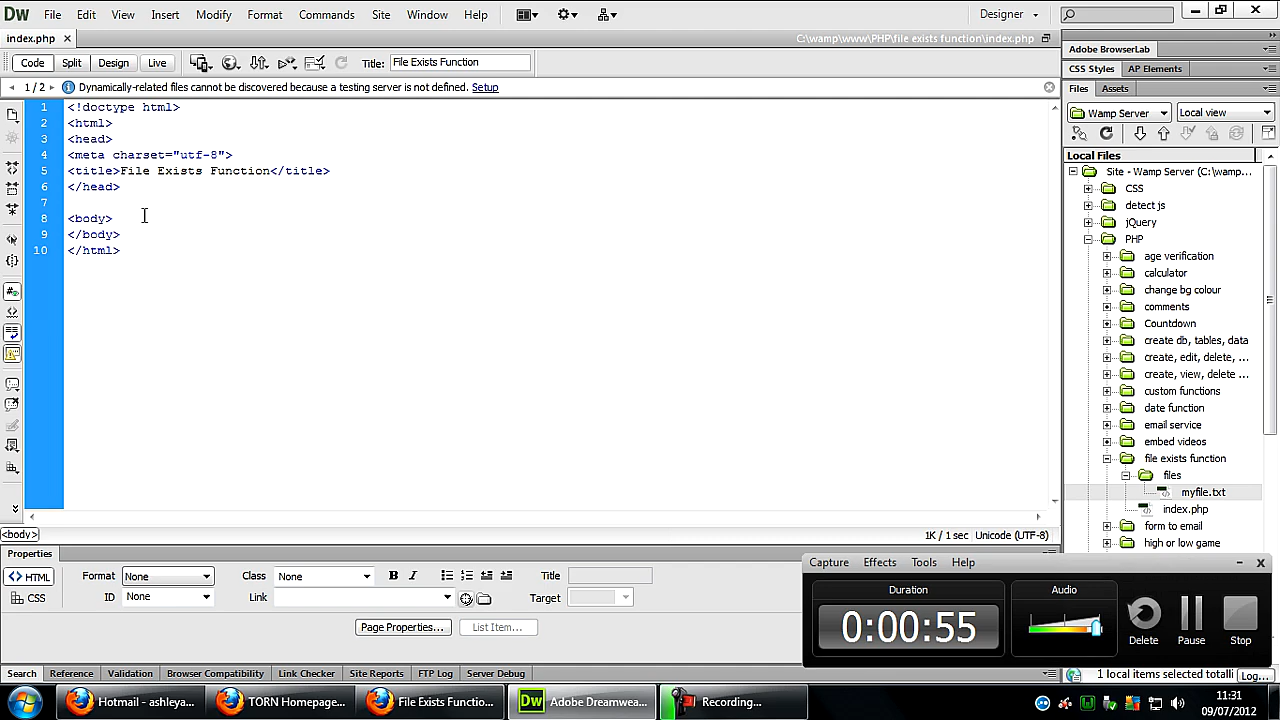 Dw File Edit View Insert Modify Format Commands Site Window Help Designer
index.php × C:\wamp\www\PHP\file exists function\index.php
Code Split Design Live Title: File Exists Function
1 / 2 Dynamically-related files cannot be discovered because a testing server is not defined. Setup
1 <!doctype html>
2 <html>
3 <head>
4 <meta charset="utf-8">
5 <title>File Exists Function</title>
6 </head>
7
8 <body>
9 </body>
10 </html>
<body> 1K / 1 sec Unicode (UTF-8)
Adobe BrowserLab
CSS Styles AP Elements
Files Assets
Wamp Server Local view
Local Files
Site - Wamp Server (C:\wamp...
CSS
detect js
jQuery
PHP
age verification
calculator
change bg colour
comments
Countdown
create db, tables, data
create, edit, delete, ...
create, view, delete ...
custom functions
date function
email service
embed videos
file exists function
files
myfile.txt
index.php
form to email
high or low game
Properties
HTML Format None Class None B I Title
CSS ID None Link Target
Page Properties... List Item...
Capture Effects Tools Help
Duration Audio
0:00:55 Delete Pause Stop
Search Reference Validation Browser Compatibility Link Checker Site Reports FTP Log Server Debug
1 local items selected totalli Log...
Hotmail - ashleya... TORN Homepage... File Exists Functio... Dw Adobe Dreamwea... Recording...
11:31
09/07/2012